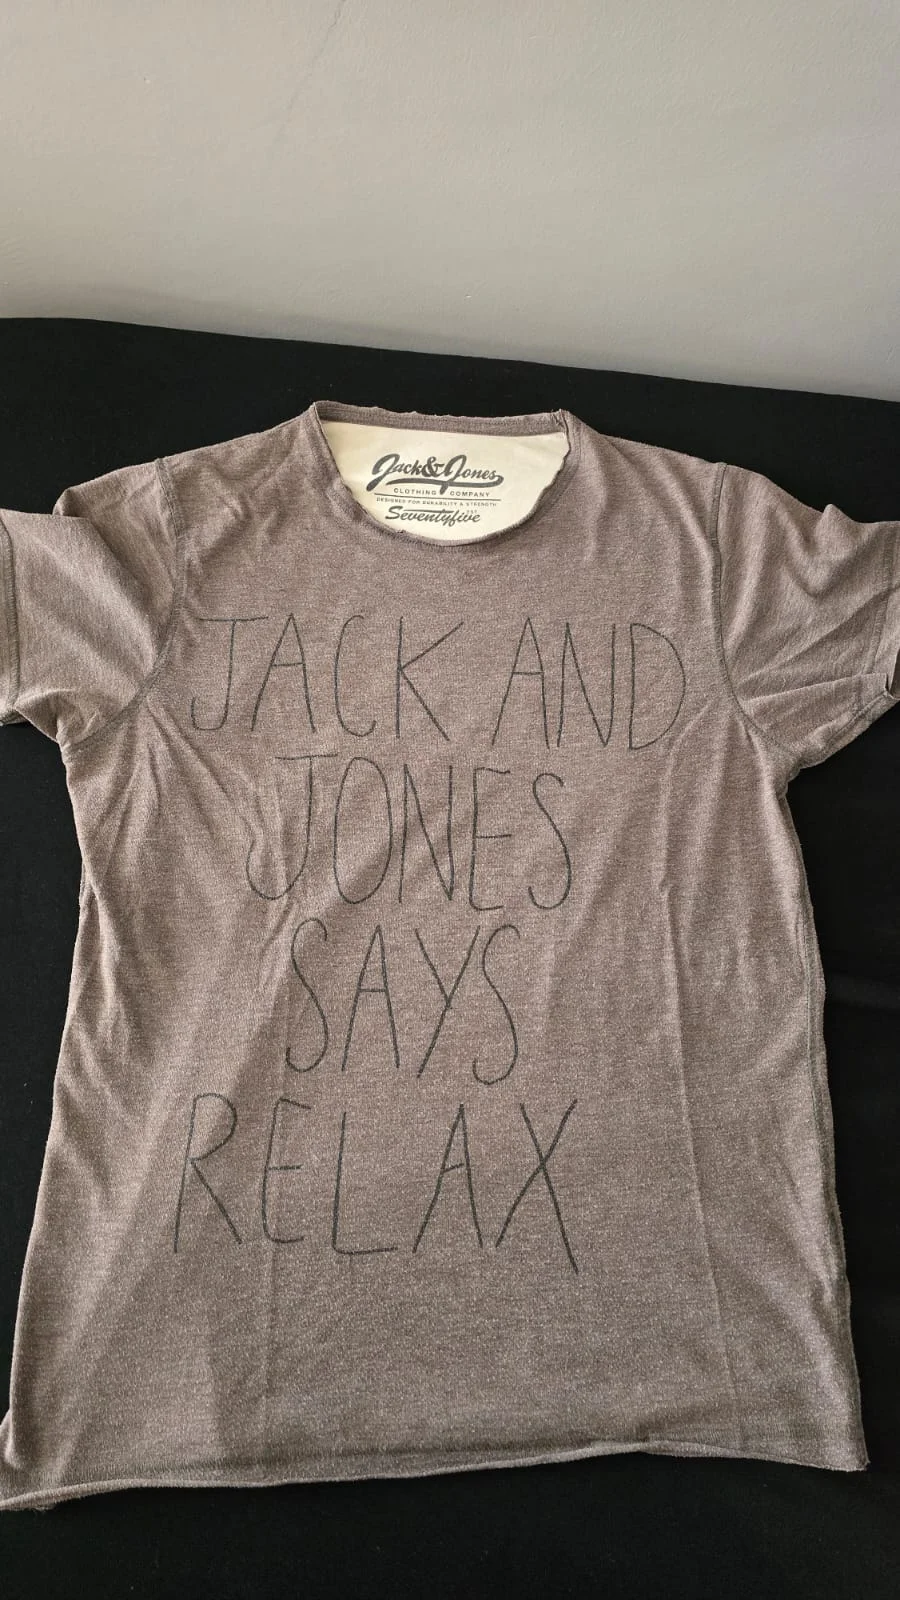 Jack & Jones
CLOTHING COMPANY
DESIGNED FOR DURABILITY & STRENGTH
Seventyfive
JACK AND
JONES
SAYS
RELAX